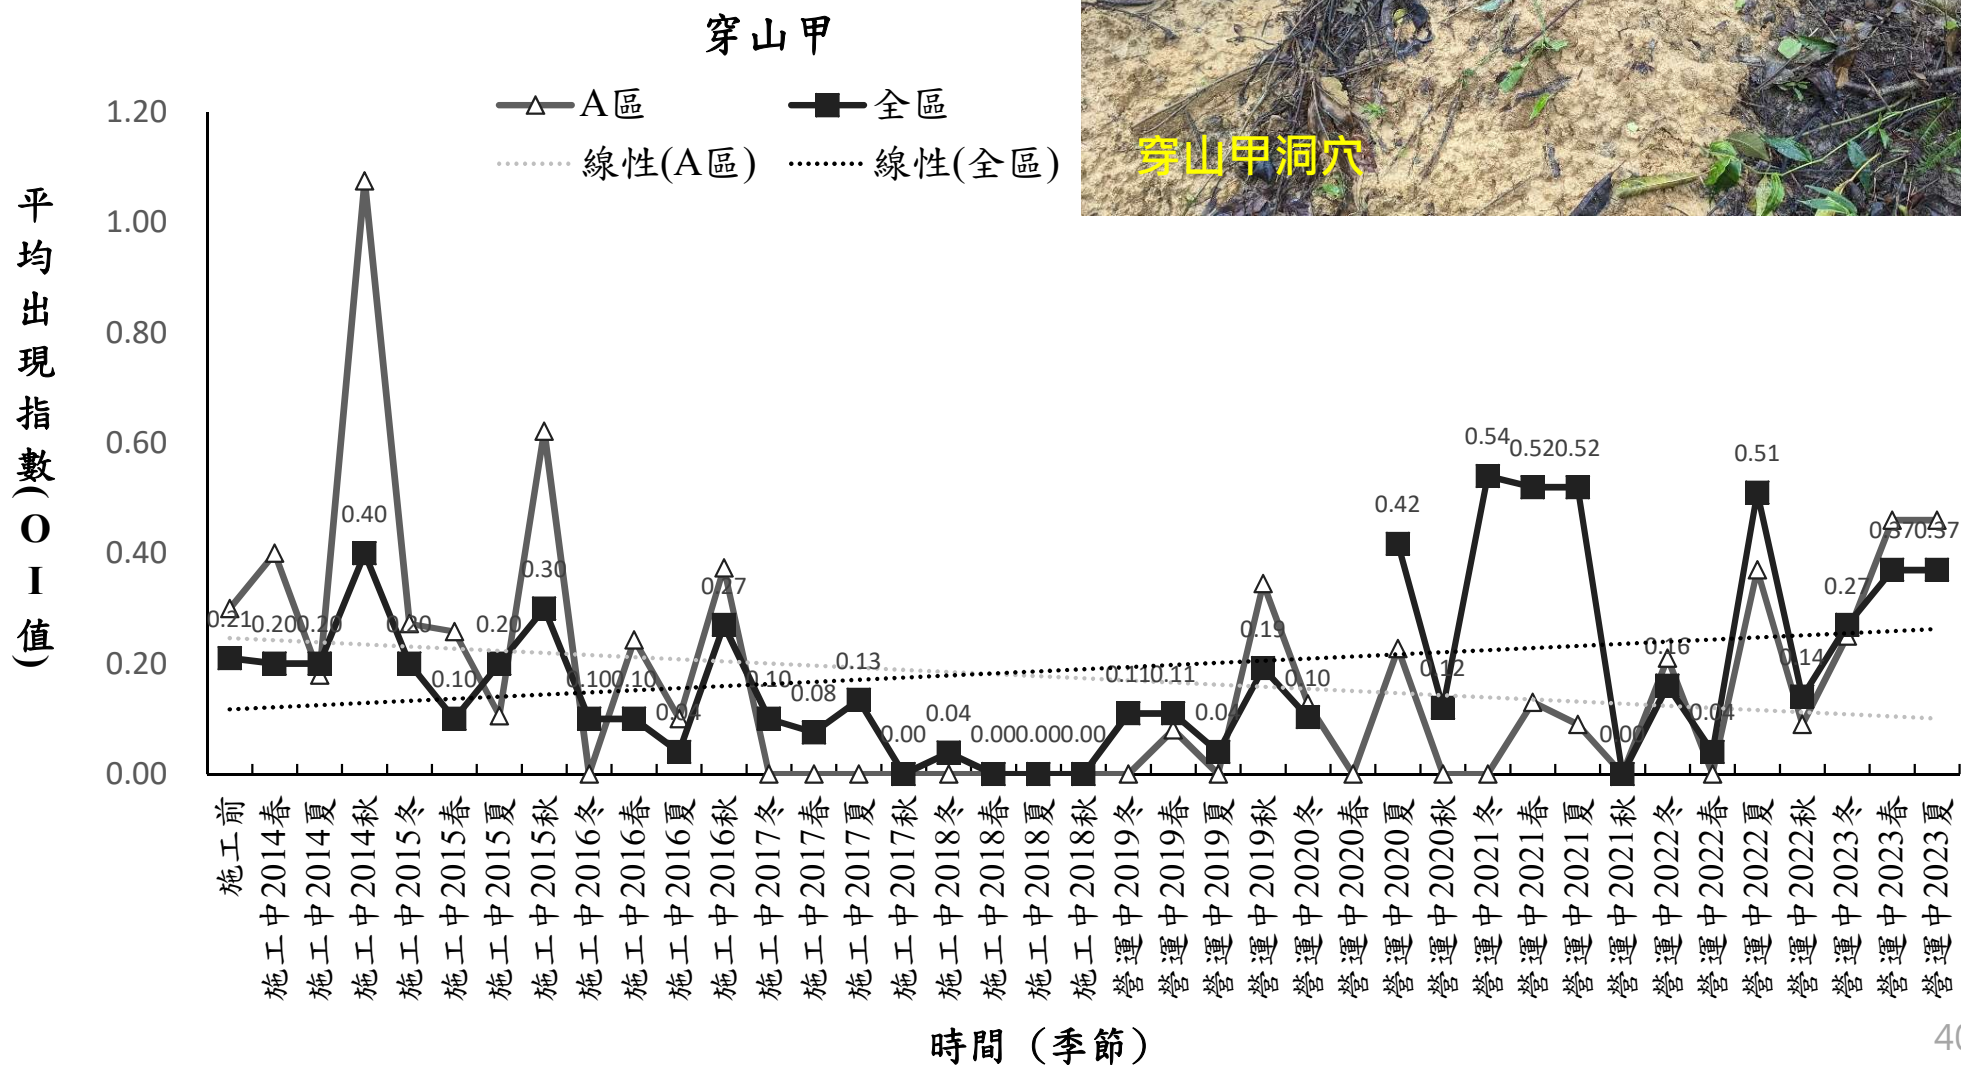 穿山甲
A區
全區
線性(A區)
線性(全區)
穿山甲洞穴
平均出現指數(OI值)
1.20
1.00
0.80
0.60
0.40
0.20
0.00
0.21
0.20
0.20
0.40
0.20
0.10
0.20
0.30
0.10
0.10
0.04
0.27
0.10
0.08
0.13
0.00
0.04
0.00
0.00
0.00
0.11
0.11
0.04
0.19
0.10
0.42
0.12
0.54
0.52
0.52
0.00
0.16
0.04
0.51
0.14
0.27
0.37
0.37
施工前
施工中2014春
施工中2014夏
施工中2014秋
施工中2015冬
施工中2015春
施工中2015夏
施工中2015秋
施工中2016冬
施工中2016春
施工中2016夏
施工中2016秋
施工中2017冬
施工中2017春
施工中2017夏
施工中2017秋
施工中2018冬
施工中2018春
施工中2018夏
施工中2018秋
營運中2019冬
營運中2019春
營運中2019夏
營運中2019秋
營運中2020冬
營運中2020春
營運中2020夏
營運中2020秋
營運中2021冬
營運中2021春
營運中2021夏
營運中2021秋
營運中2022冬
營運中2022春
營運中2022夏
營運中2022秋
營運中2023冬
營運中2023春
營運中2023夏
時間（季節）
40